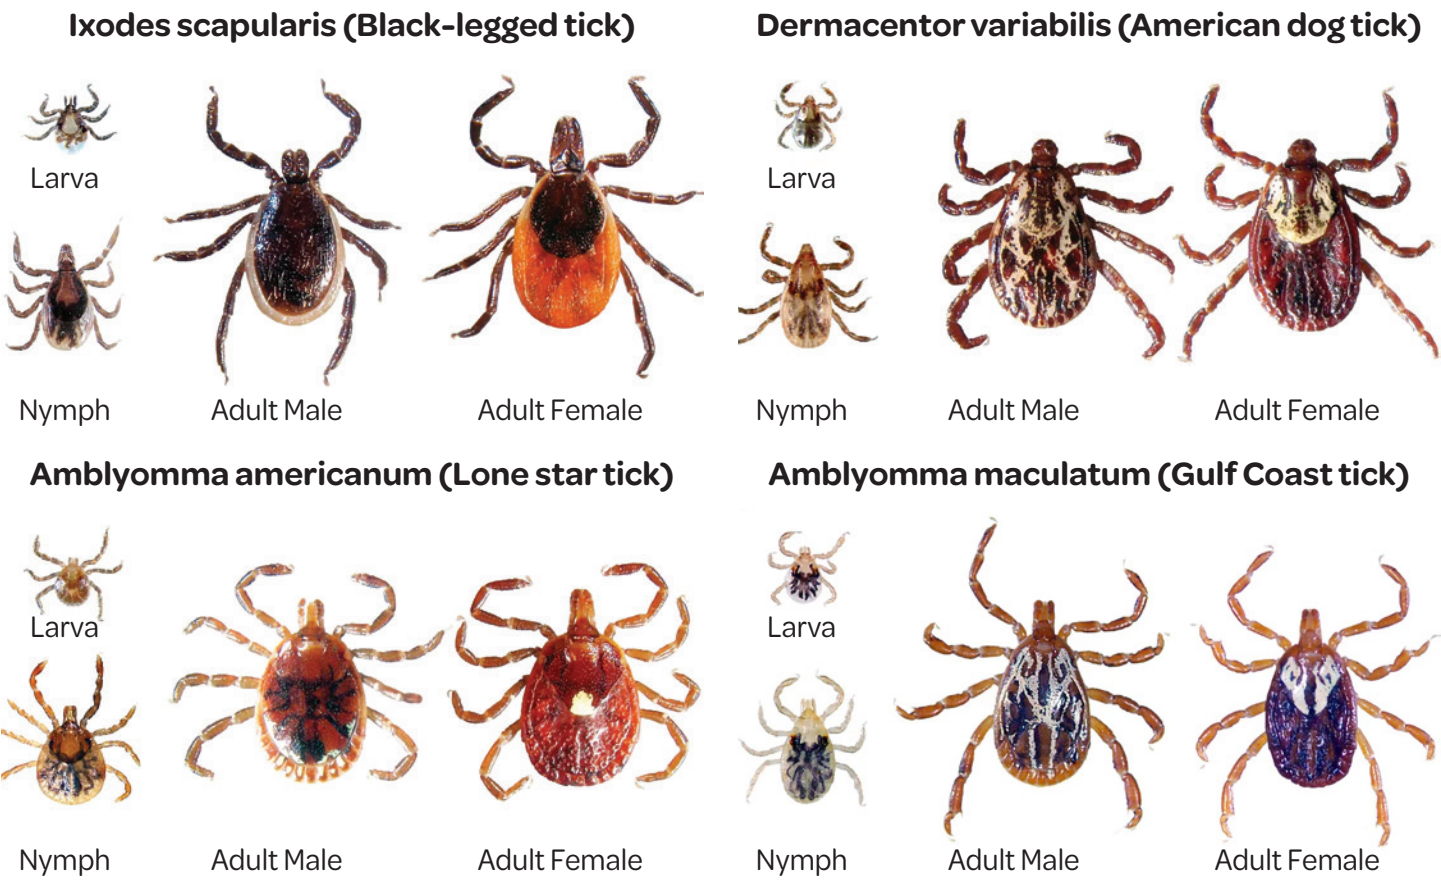 Ixodes scapularis (Black-legged tick)
Larva
Nymph
Adult Male
Adult Female
Dermacentor variabilis (American dog tick)
Larva
Nymph
Adult Male
Adult Female
Amblyomma americanum (Lone star tick)
Larva
Nymph
Adult Male
Adult Female
Amblyomma maculatum (Gulf Coast tick)
Larva
Nymph
Adult Male
Adult Female